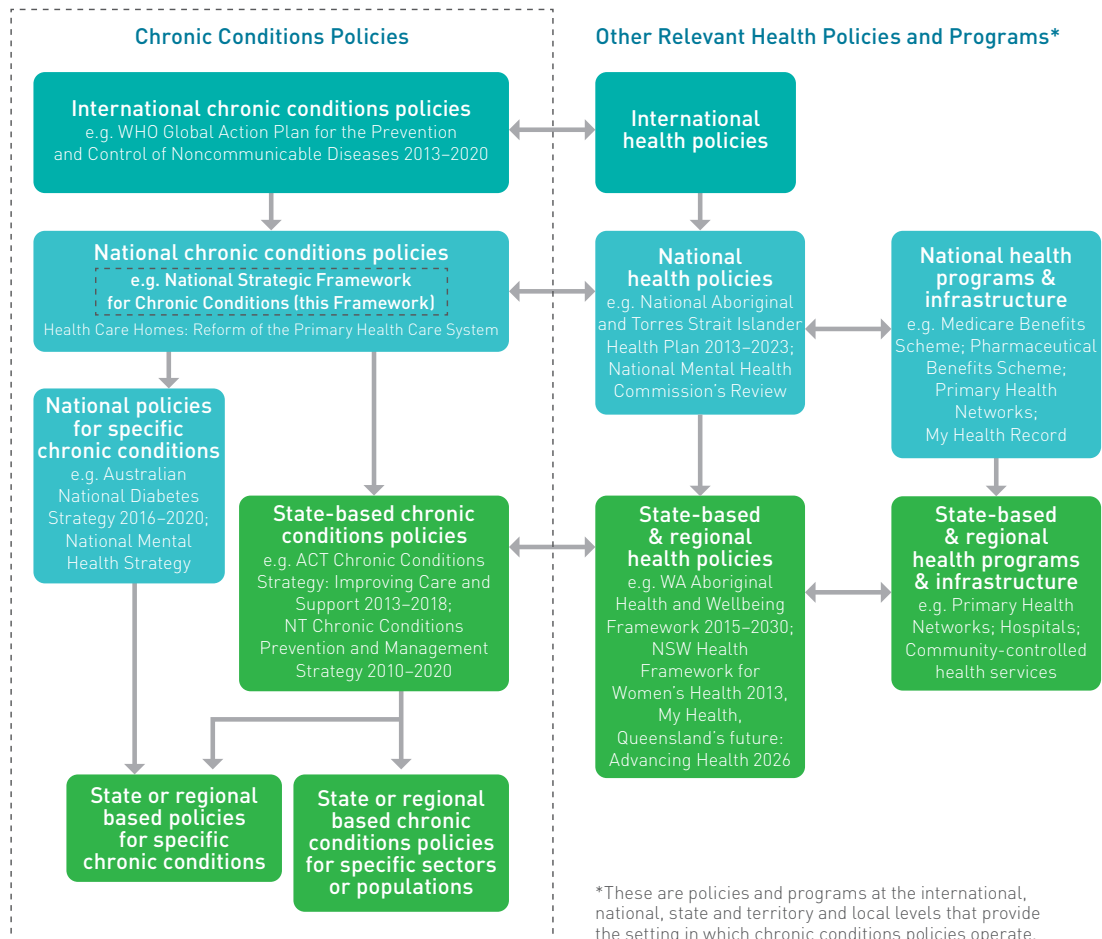 Chronic Conditions Policies
Other Relevant Health Policies and Programs*
International chronic conditions policies
e.g. WHO Global Action Plan for the Prevention
and Control of Noncommunicable Diseases 2013–2020
International
health policies
National chronic conditions policies
e.g. National Strategic Framework
for Chronic Conditions (this Framework)
Health Care Homes: Reform of the Primary Health Care System
National
health policies
e.g. National Aboriginal
and Torres Strait Islander
Health Plan 2013–2023;
National Mental Health
Commission's Review
National health
programs &
infrastructure
e.g. Medicare Benefits
Scheme; Pharmaceutical
Benefits Scheme;
Primary Health
Networks;
My Health Record
National policies
for specific
chronic conditions
e.g. Australian
National Diabetes
Strategy 2016–2020;
National Mental
Health Strategy
State-based chronic
conditions policies
e.g. ACT Chronic Conditions
Strategy: Improving Care and
Support 2013–2018;
NT Chronic Conditions
Prevention and Management
Strategy 2010–2020
State-based
& regional
health policies
e.g. WA Aboriginal
Health and Wellbeing
Framework 2015–2030;
NSW Health
Framework for
Women's Health 2013,
My Health,
Queensland's future:
Advancing Health 2026
State-based
& regional
health programs
& infrastructure
e.g. Primary Health
Networks; Hospitals;
Community-controlled
health services
State or regional
based policies
for specific
chronic conditions
State or regional
based chronic
conditions policies
for specific sectors
or populations
*These are policies and programs at the international,
national, state and territory and local levels that provide
the setting in which chronic conditions policies operate.